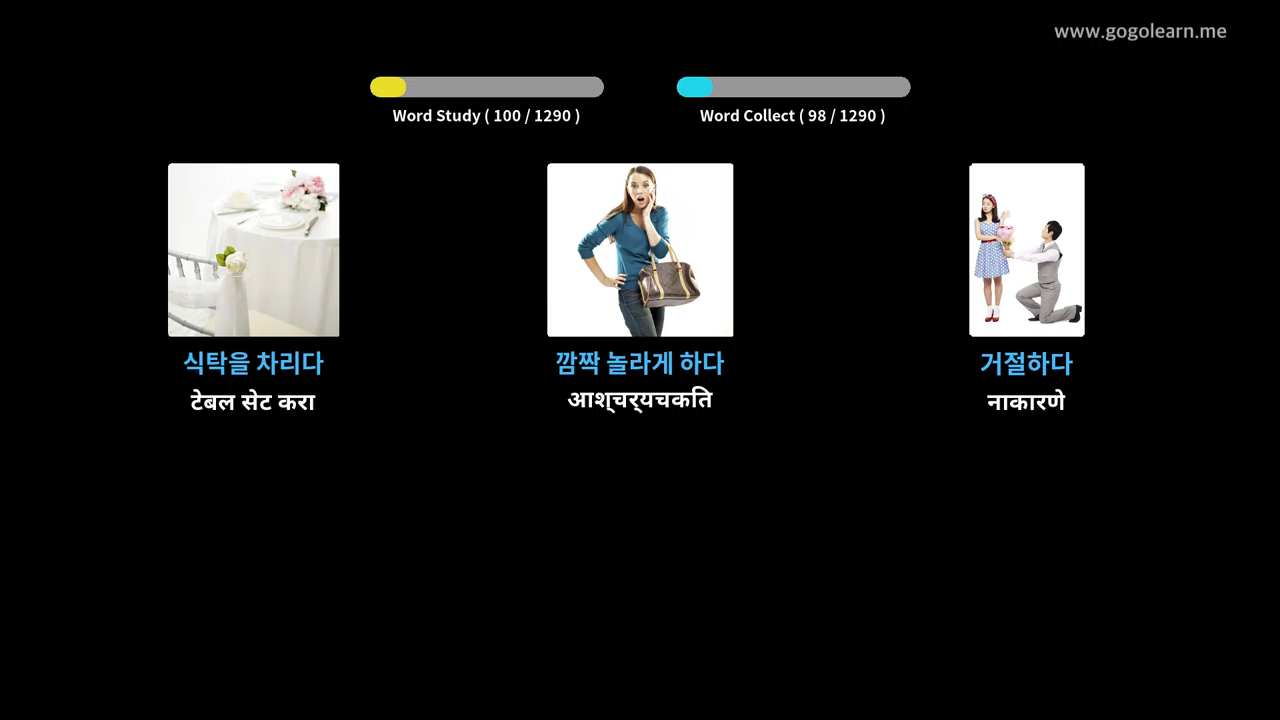 www.gogolearn.me
Word Study ( 100 / 1290 )
Word Collect ( 98 / 1290 )
식탁을 차리다
깜짝 놀라게 하다
거절하다
टेबल सेट करा
आश्चर्यचकति
नाकारणे